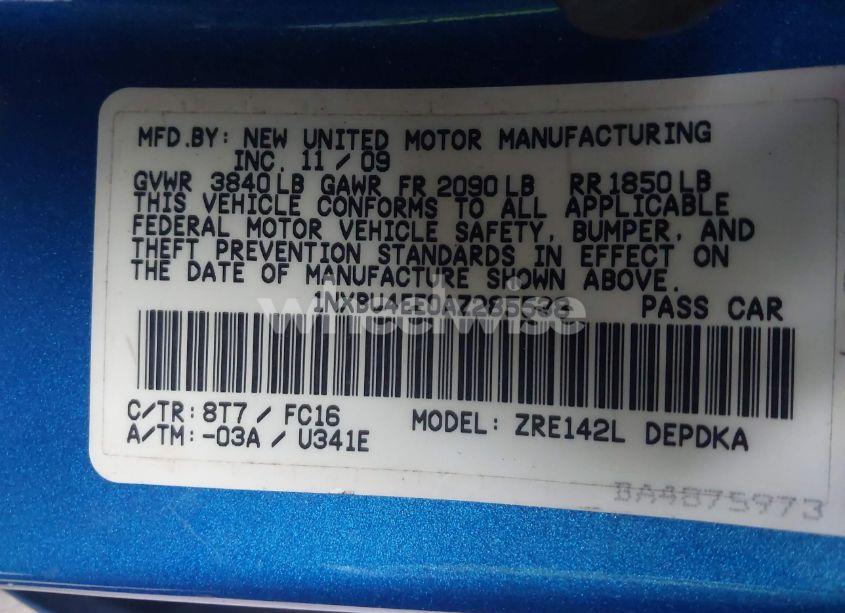 MFD.BY: NEW UNITED MOTOR MANUFACTURING
INC. 11 / 09
GVWR 3840 LB GAWR FR 2090 LB RR 1850 LB
THIS VEHICLE CONFORMS TO ALL APPLICABLE
FEDERAL MOTOR VEHICLE SAFETY, BUMPER, AND
THEFT PREVENTION STANDARDS IN EFFECT ON
THE DATE OF MANUFACTURE SHOWN ABOVE.
PASS CAR
wheelwise
C/TR: 8T7 / FC16 MODEL: ZRE142L DEPDKA
A/TM: -03A / U341E
BA4875973